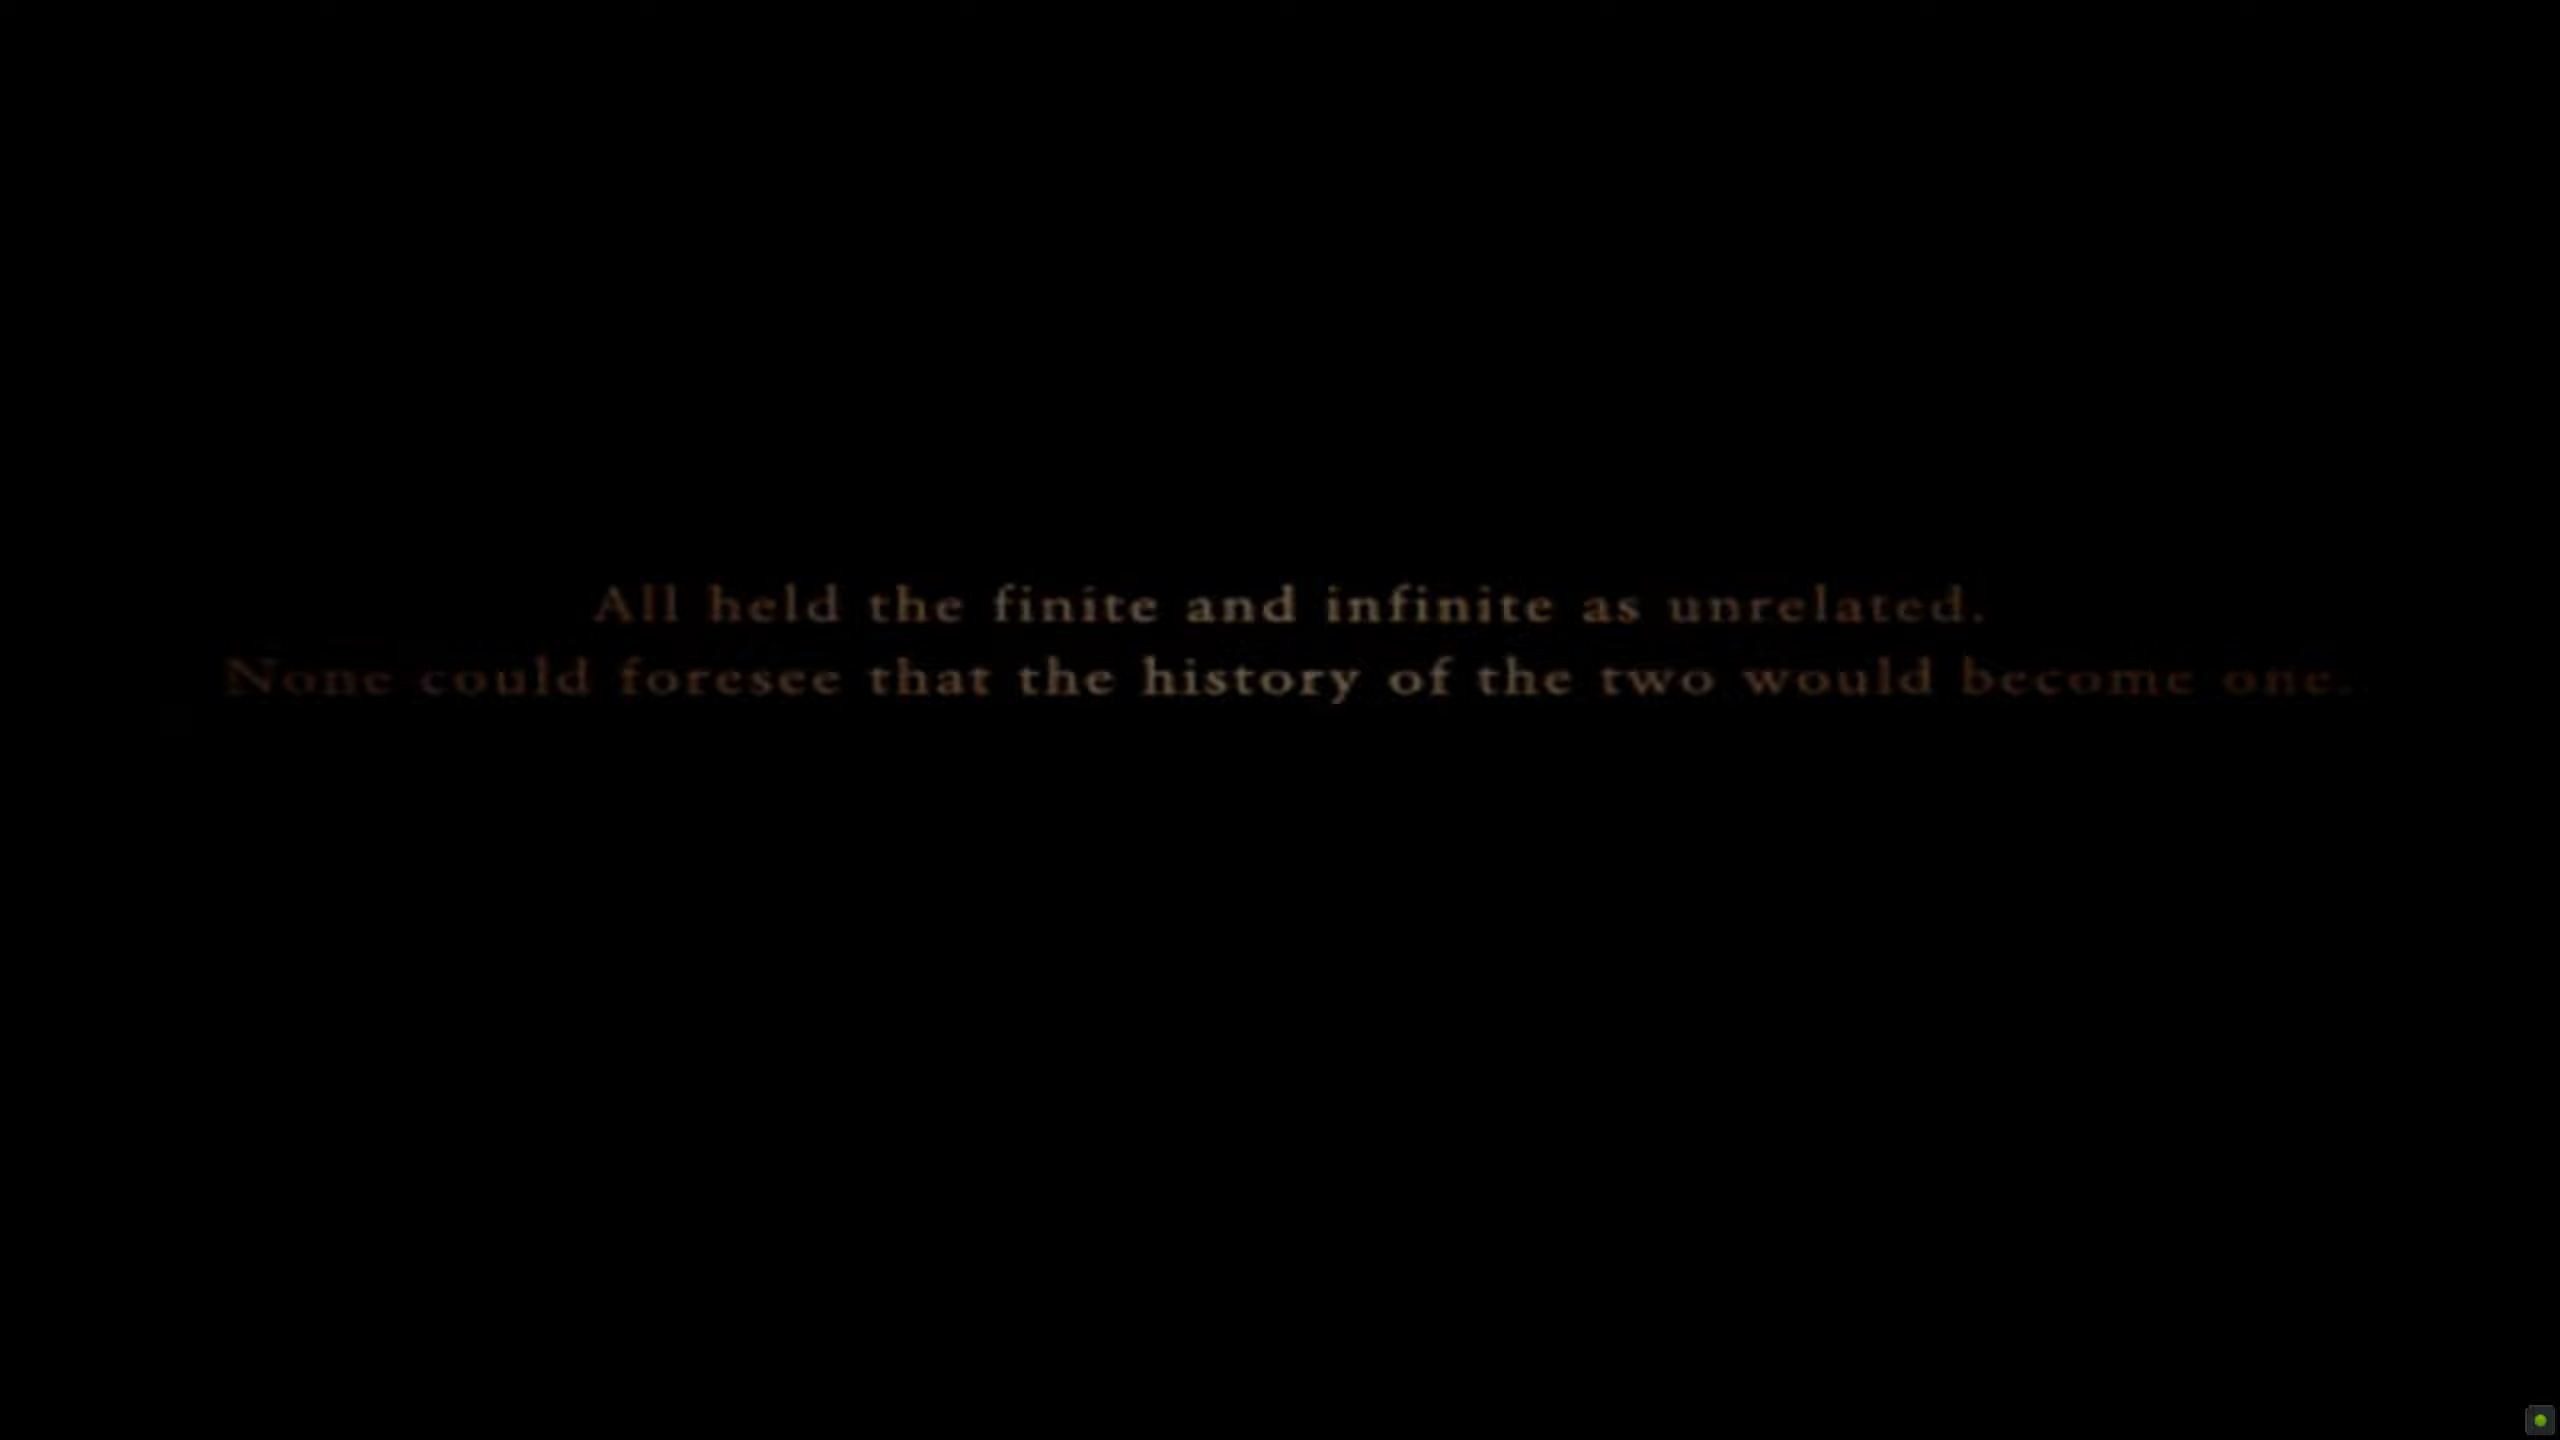 All held the finite and infinite as unrelated.
None could foresee that the history of the two would become one.